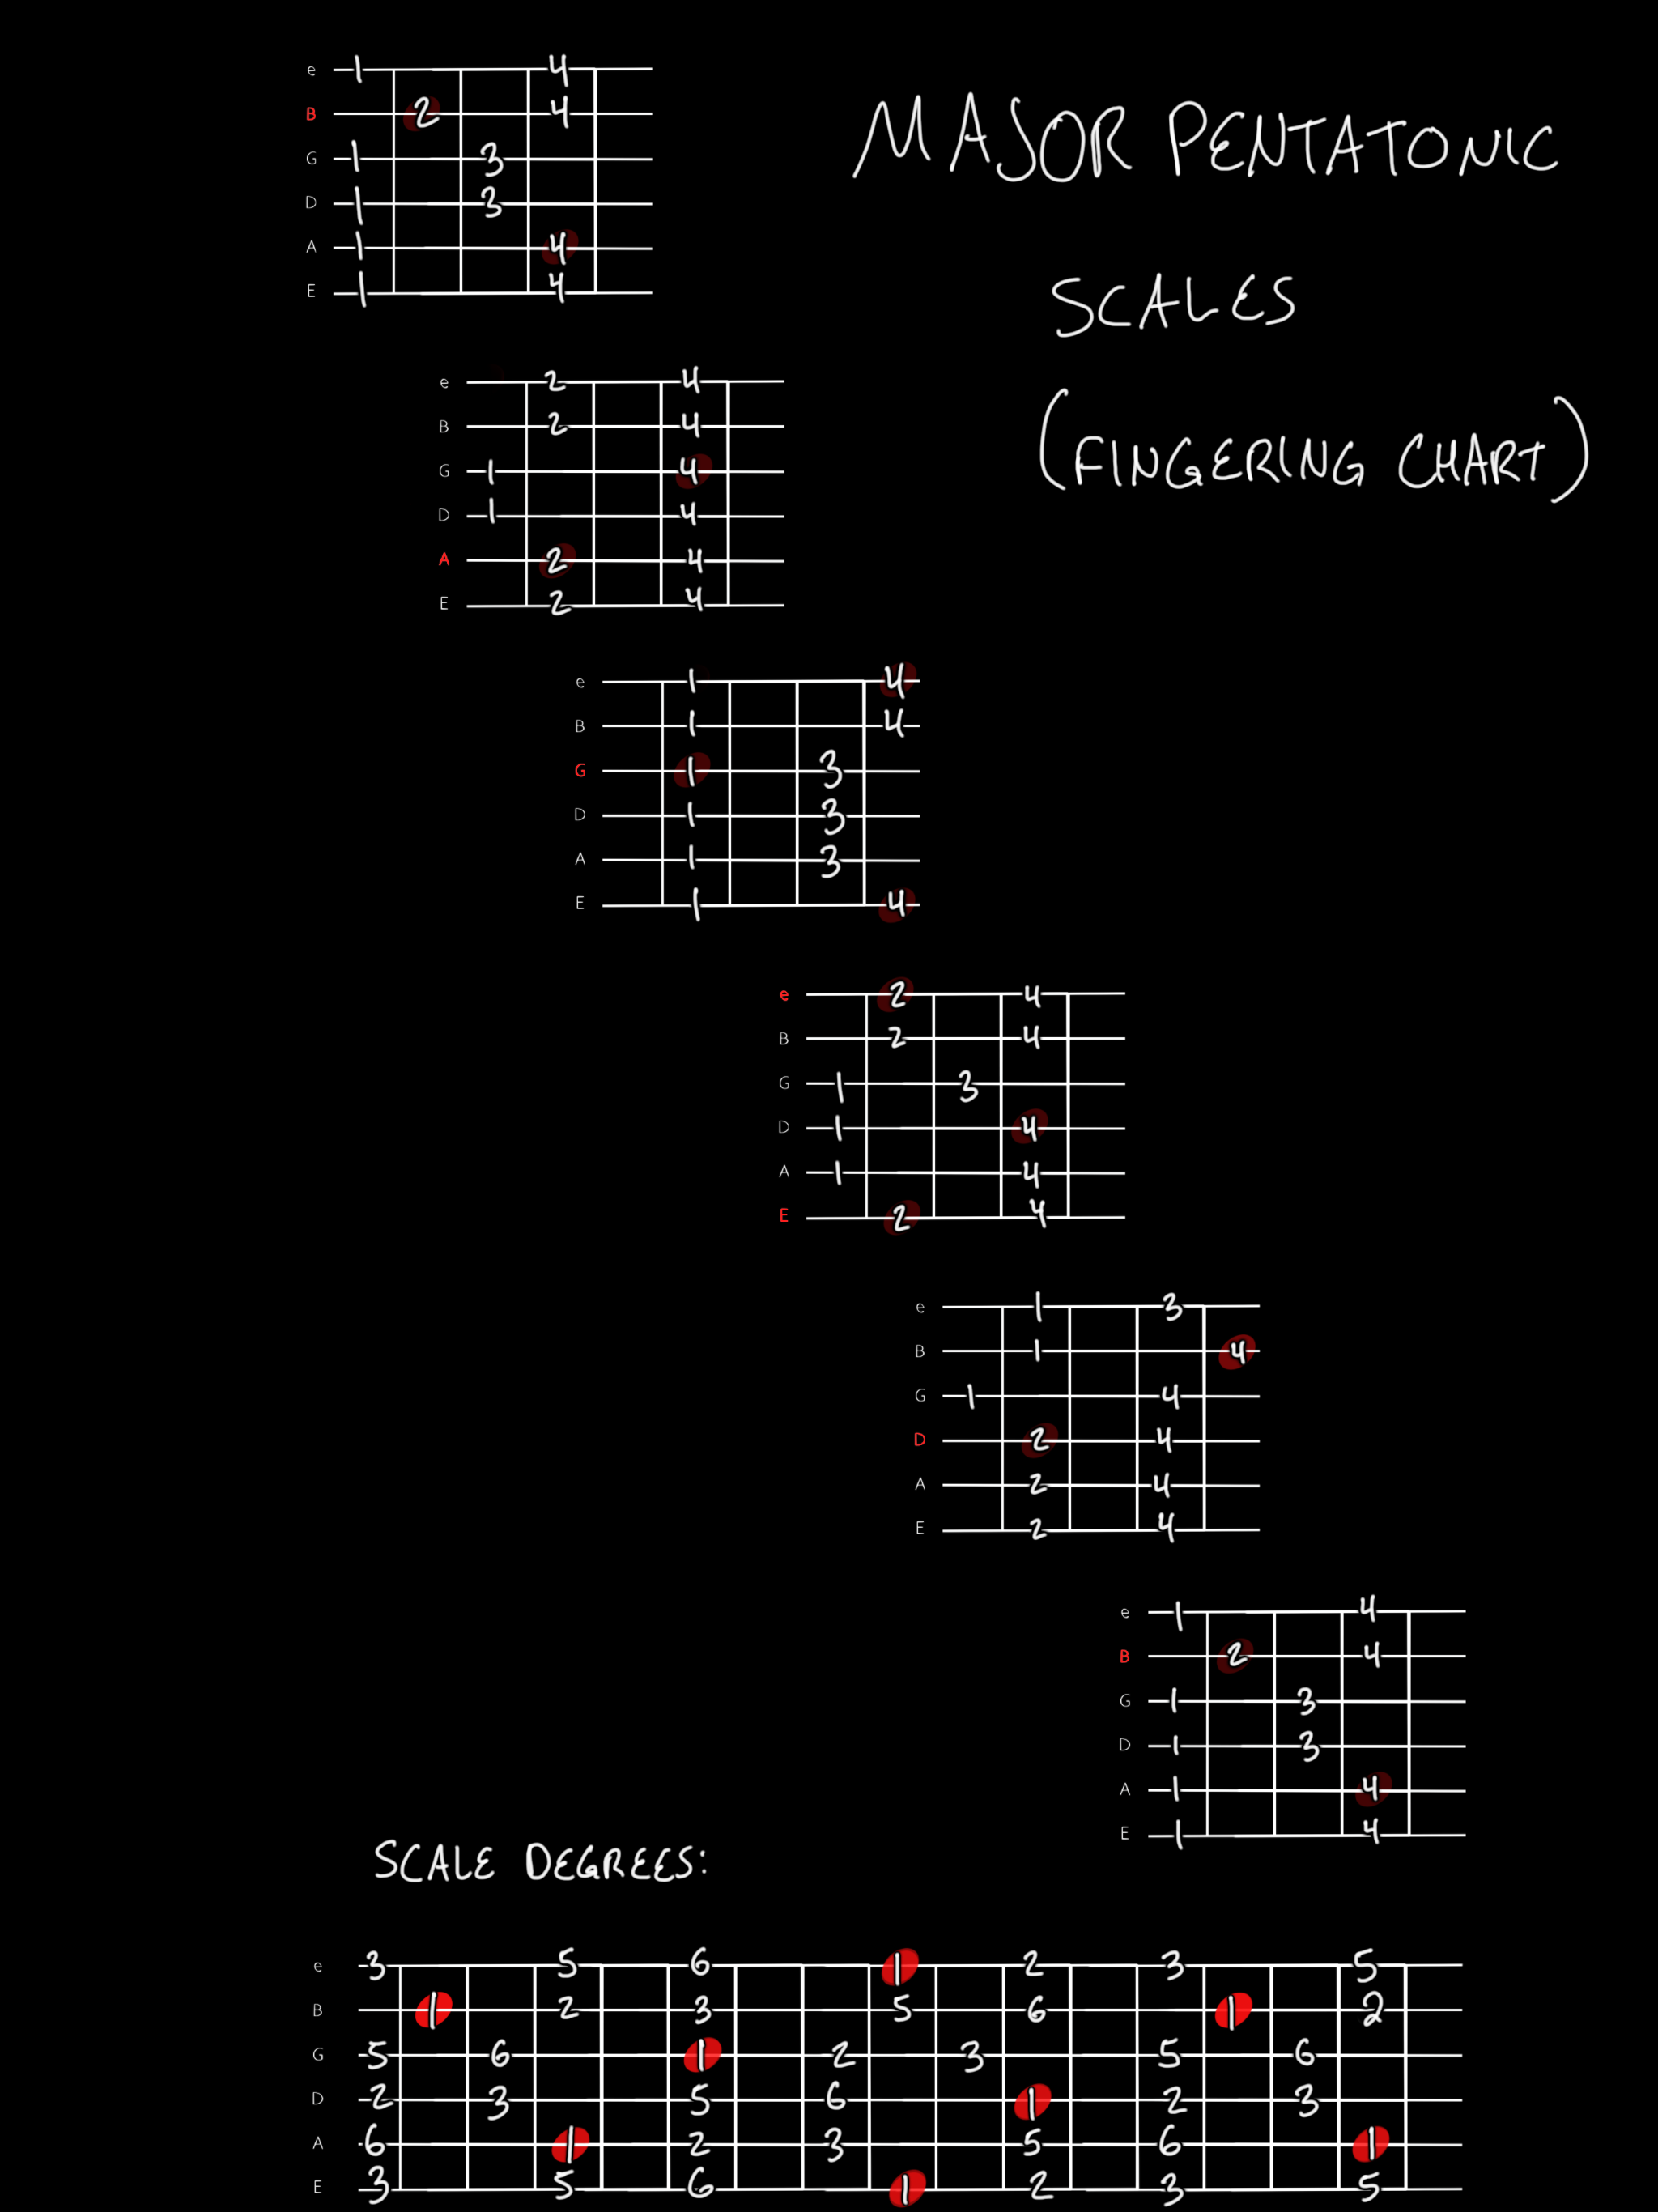 MAJOR PENTATONIC
SCALES
(FINGERING CHART)
e 1 4
B 2 4
G 1 3
D 1 3
A 1 4
E 1 4
e 2 4
B 2 4
G 1 4
D 1 4
A 2 4
E 2 4
e 1 4
B 1 4
G 1 3
D 1 3
A 1 3
E 1 4
e 2 4
B 2 4
G 1 3
D 1 4
A 1 4
E 2 4
e 1 3
B 1 4
G 1 4
D 2 4
A 2 4
E 2 4
e 1 4
B 2 4
G 1 3
D 1 3
A 1 4
E 1 4
SCALE DEGREES:
e 3 5 6 1 2 3 5
B 1 2 3 5 6 1 2
G 5 6 1 2 3 5 6
D 2 3 5 6 1 2 3
A 6 1 2 3 5 6 1
E 3 5 6 1 2 3 5